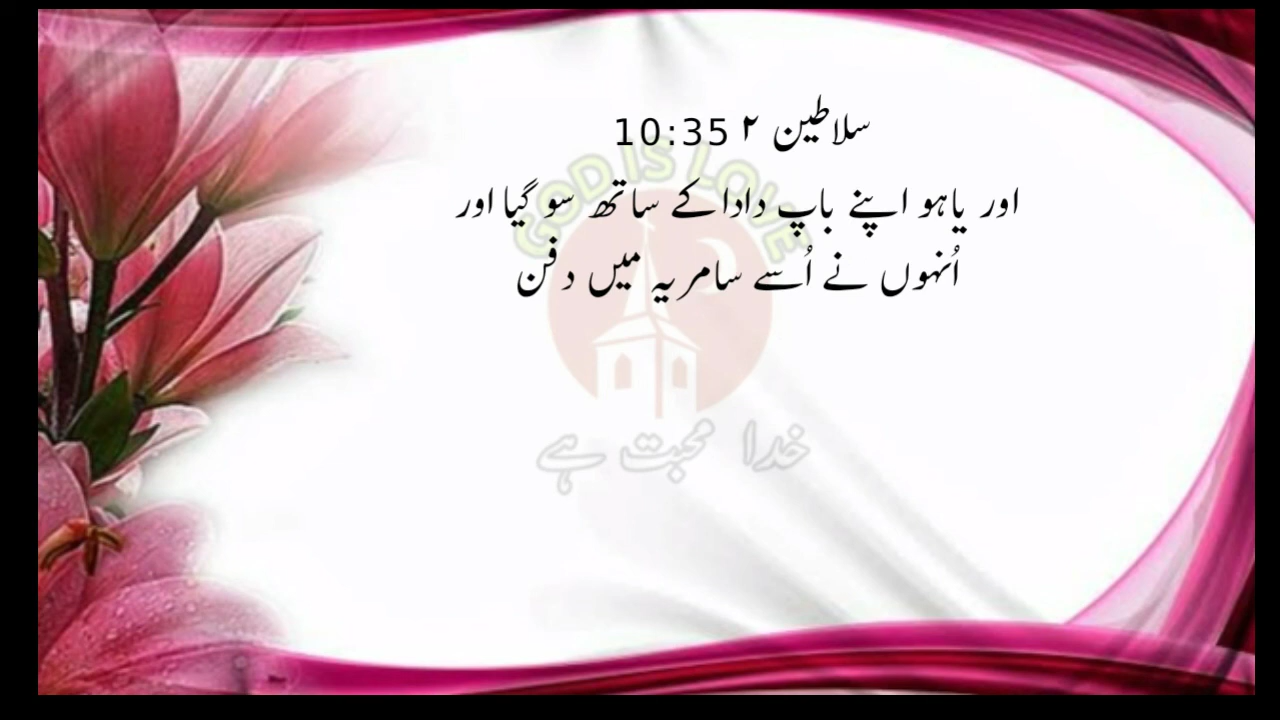 سلاطین ۲ 10:35
اور یاہو اپنے باپ دادا کے ساتھ سو گیا اور
اُنہوں نے اُسے سامریہ میں دفن
GOD IS LOVE
خدا محبت ہے